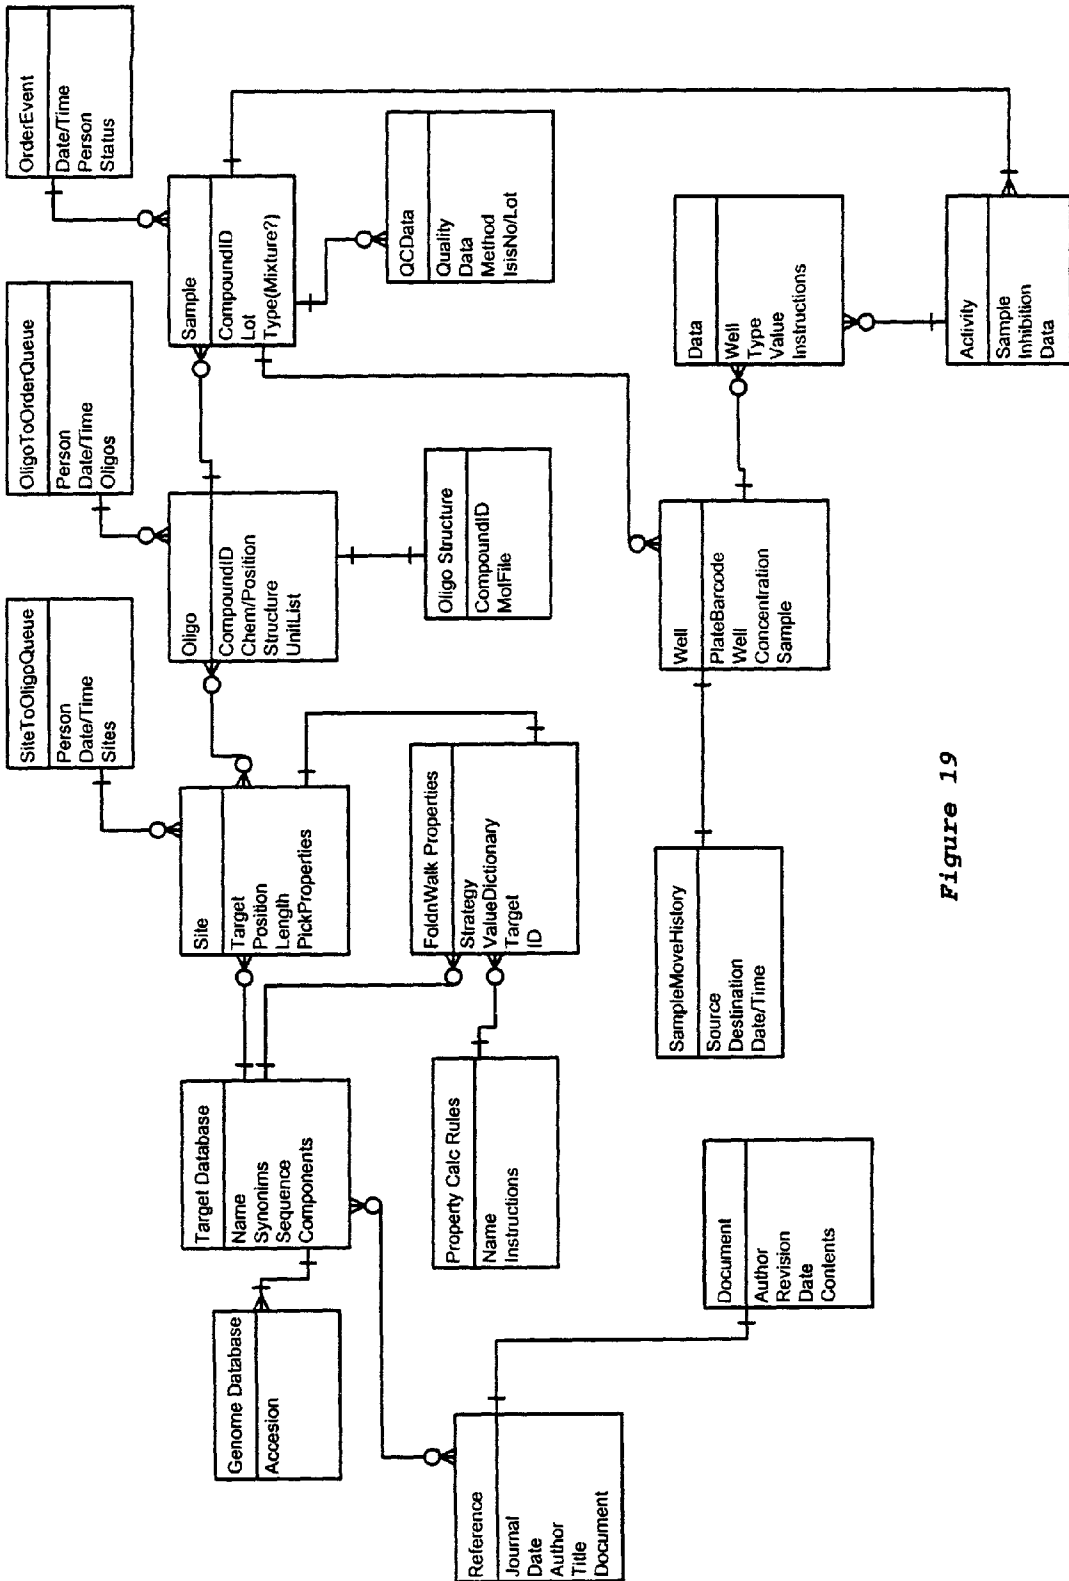 Genome Database
Accesion
Target Database
Name
Synonims
Sequence
Components
Site
Target
Position
Length
PickProperties
SiteToOligoQueue
Person
Date/Time
Sites
Oligo
CompoundID
Chem/Position
Structure
UnitList
OligoToOrderQueue
Person
Date/Time
Oligos
Sample
CompoundID
Lot
Type(Mixture?)
OrderEvent
Date/Time
Person
Status
Reference
Journal
Date
Author
Title
Document
Property Calc Rules
Name
Instructions
FoldnWalk Properties
Strategy
ValueDictionary
Target
ID
Oligo Structure
CompoundID
MolFile
QCData
Quality
Data
Method
IsisNo/Lot
Document
Author
Revision
Date
Contents
SampleMoveHistory
Source
Destination
Date/Time
Well
PlateBarcode
Well
Concentration
Sample
Data
Well
Type
Value
Instructions
Activity
Sample
Inhibition
Data
Figure 19